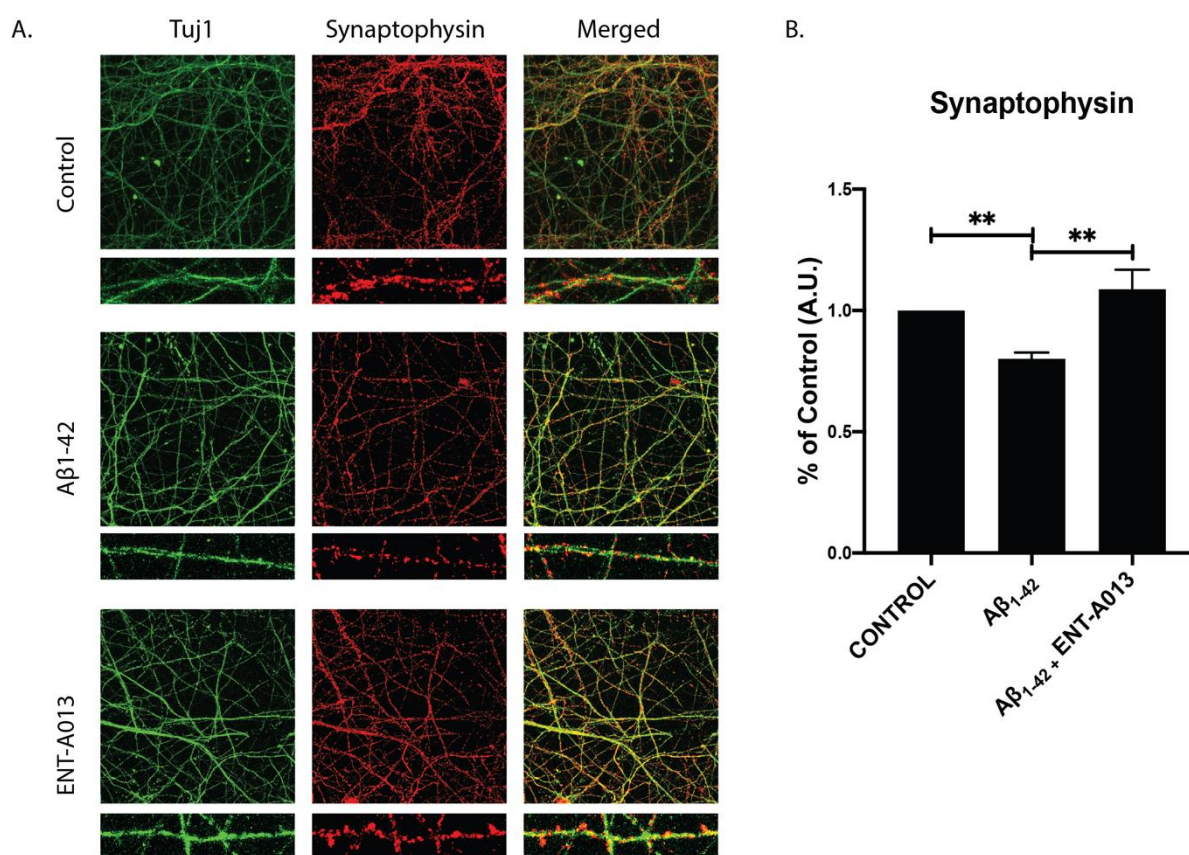 A.
Tuj1
Synaptophysin
Merged
Control
Aβ1-42
ENT-A013
B.
Synaptophysin
% of Control (A.U.)
1.5
1.0
0.5
0.0
**
**
CONTROL
Aβ1-42
Aβ1-42 + ENT-A013